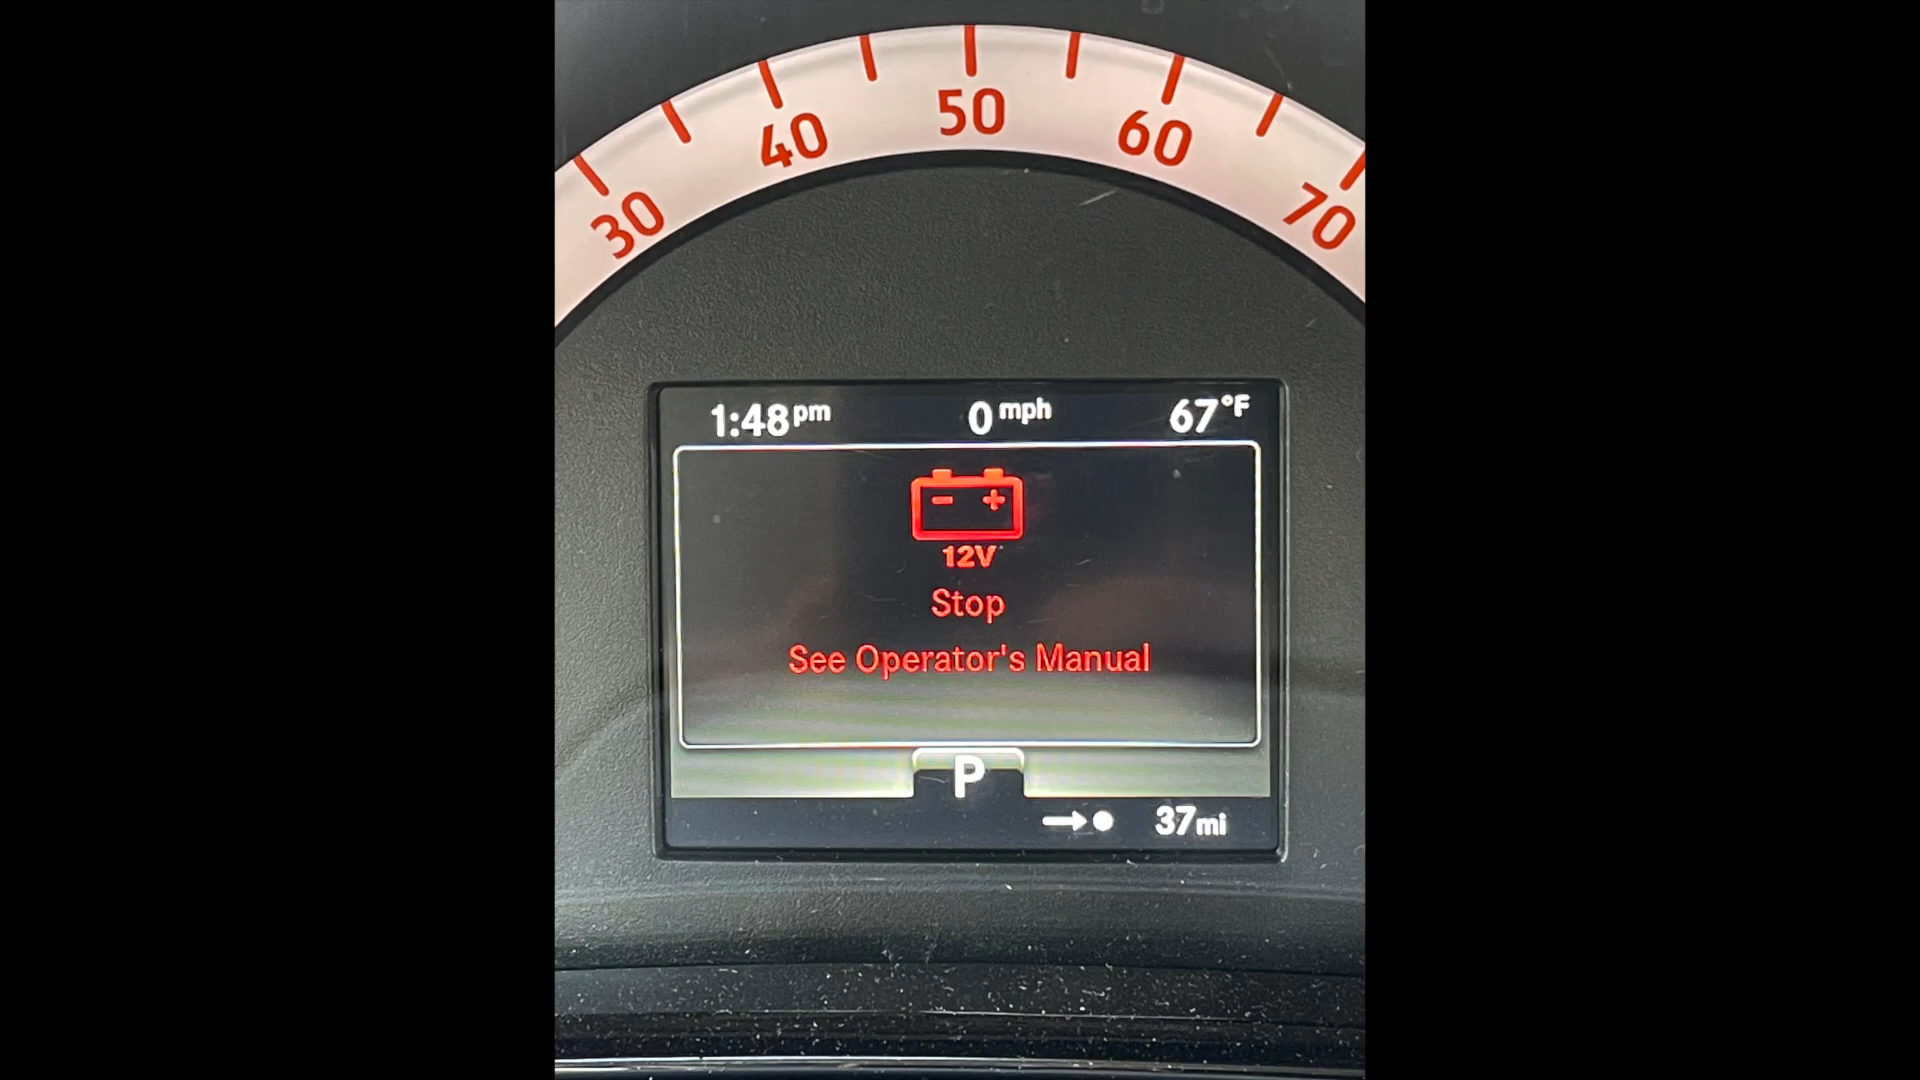 30 40 50 60 70
1:48pm 0 mph 67°F
- +
12V
Stop
See Operator's Manual
P
37mi